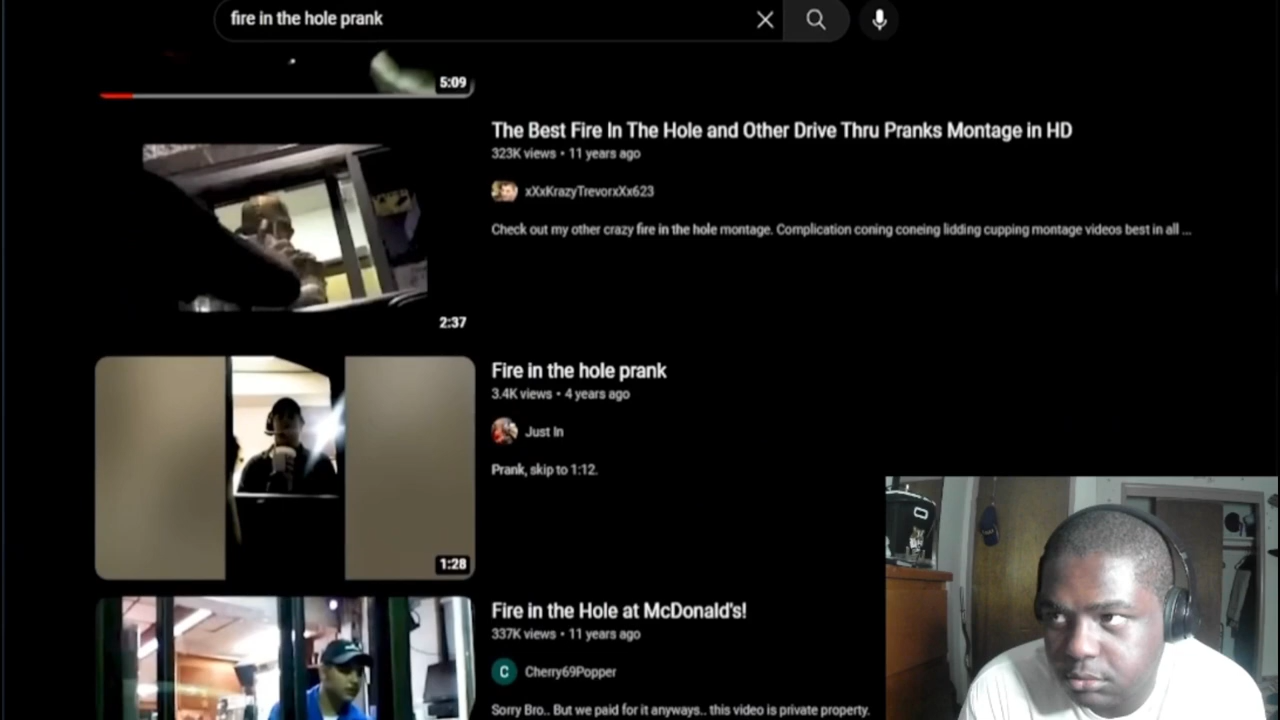 fire in the hole prank
5:09
The Best Fire In The Hole and Other Drive Thru Pranks Montage in HD
323K views • 11 years ago
xXxKrazyTrevorxXx623
Check out my other crazy fire in the hole montage. Complication coning coneing lidding cupping montage videos best in all ...
2:37
Fire in the hole prank
3.4K views • 4 years ago
Just In
Prank, skip to 1:12.
1:28
Fire in the Hole at McDonald's!
337K views • 11 years ago
C Cherry69Popper
Sorry Bro.. But we paid for it anyways.. this video is private property.